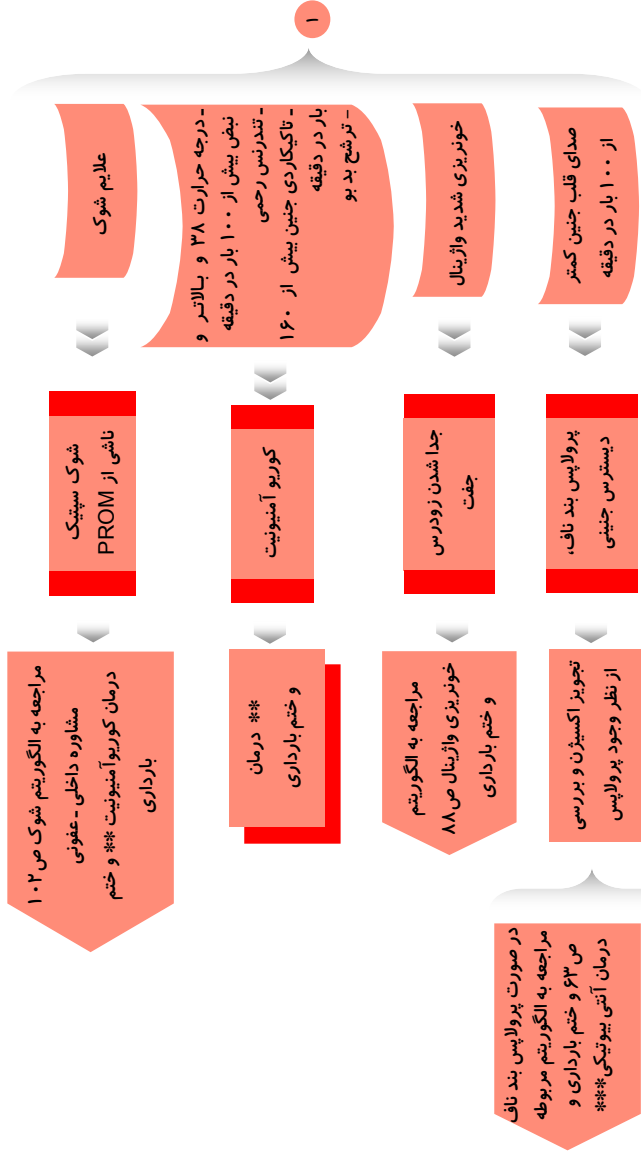 ۱
علایم شوک
شوک سپتیک
ناشی از PROM
مراجعه به الگوریتم شوک ص۱۰۲
مشاوره داخلی - عفونی
درمان کوریوآمنیونیت ** و ختم
بارداری
- درجه حرارت ۳۸ و بالاتر و
نبض بیش از ۱۰۰ بار در دقیقه
- تندرنس رحمی
- تاکیکاردی جنین بیش از ۱۶۰
بار در دقیقه
- ترشح بد بو
کوریو آمنیونیت
** درمان
و ختم بارداری
خونریزی شدید واژینال
جدا شدن زودرس
جفت
مراجعه به الگوریتم
خونریزی واژینال ص۸۸
و ختم بارداری
صدای قلب جنین کمتر
از ۱۰۰ بار در دقیقه
پرولاپس بند ناف،
دیسترس جنینی
تجویز اکسیژن و بررسی
از نظر وجود پرولاپس
در صورت پرولاپس بند ناف
مراجعه به الگوریتم مربوطه
ص۶۳ و ختم بارداری و
درمان آنتی بیوتیکی***